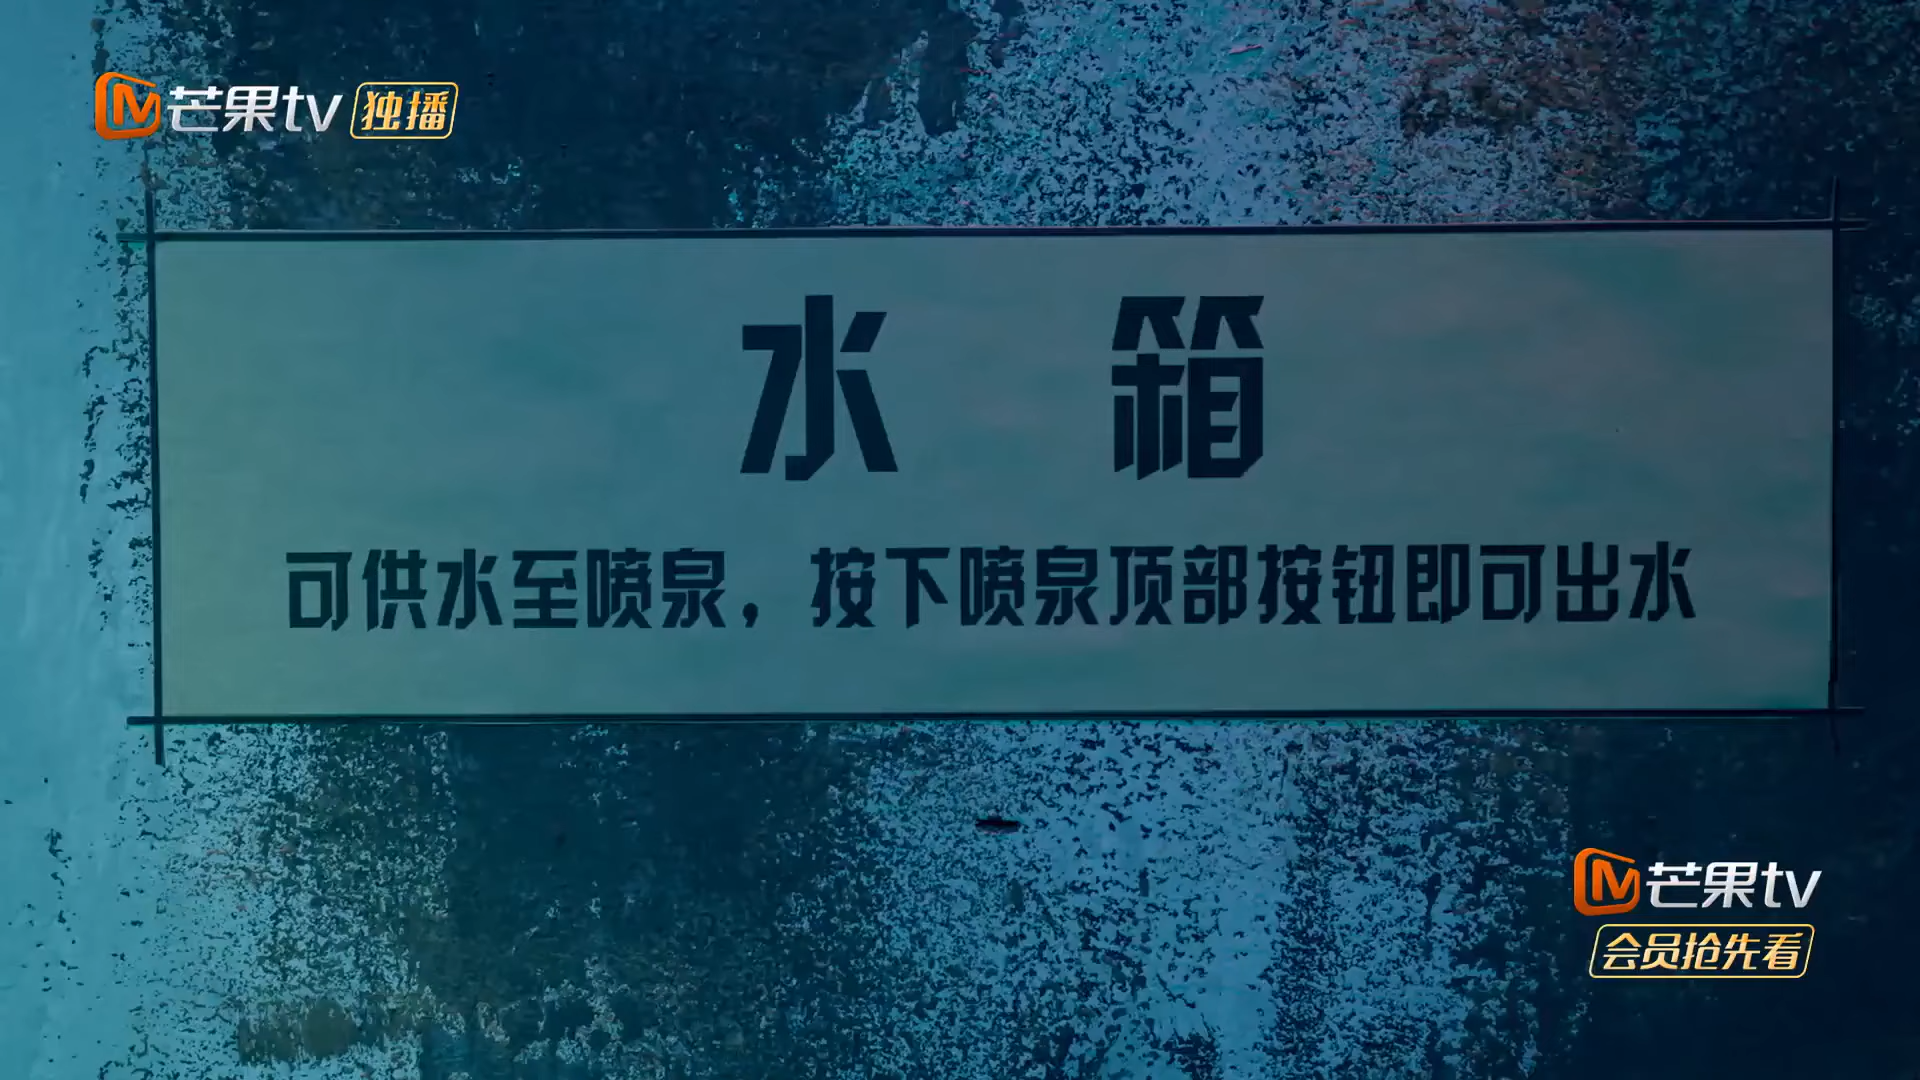 芒果tv 独播
水 箱
可供水至喷泉，按下喷泉顶部按钮即可出水
芒果tv
会员抢先看